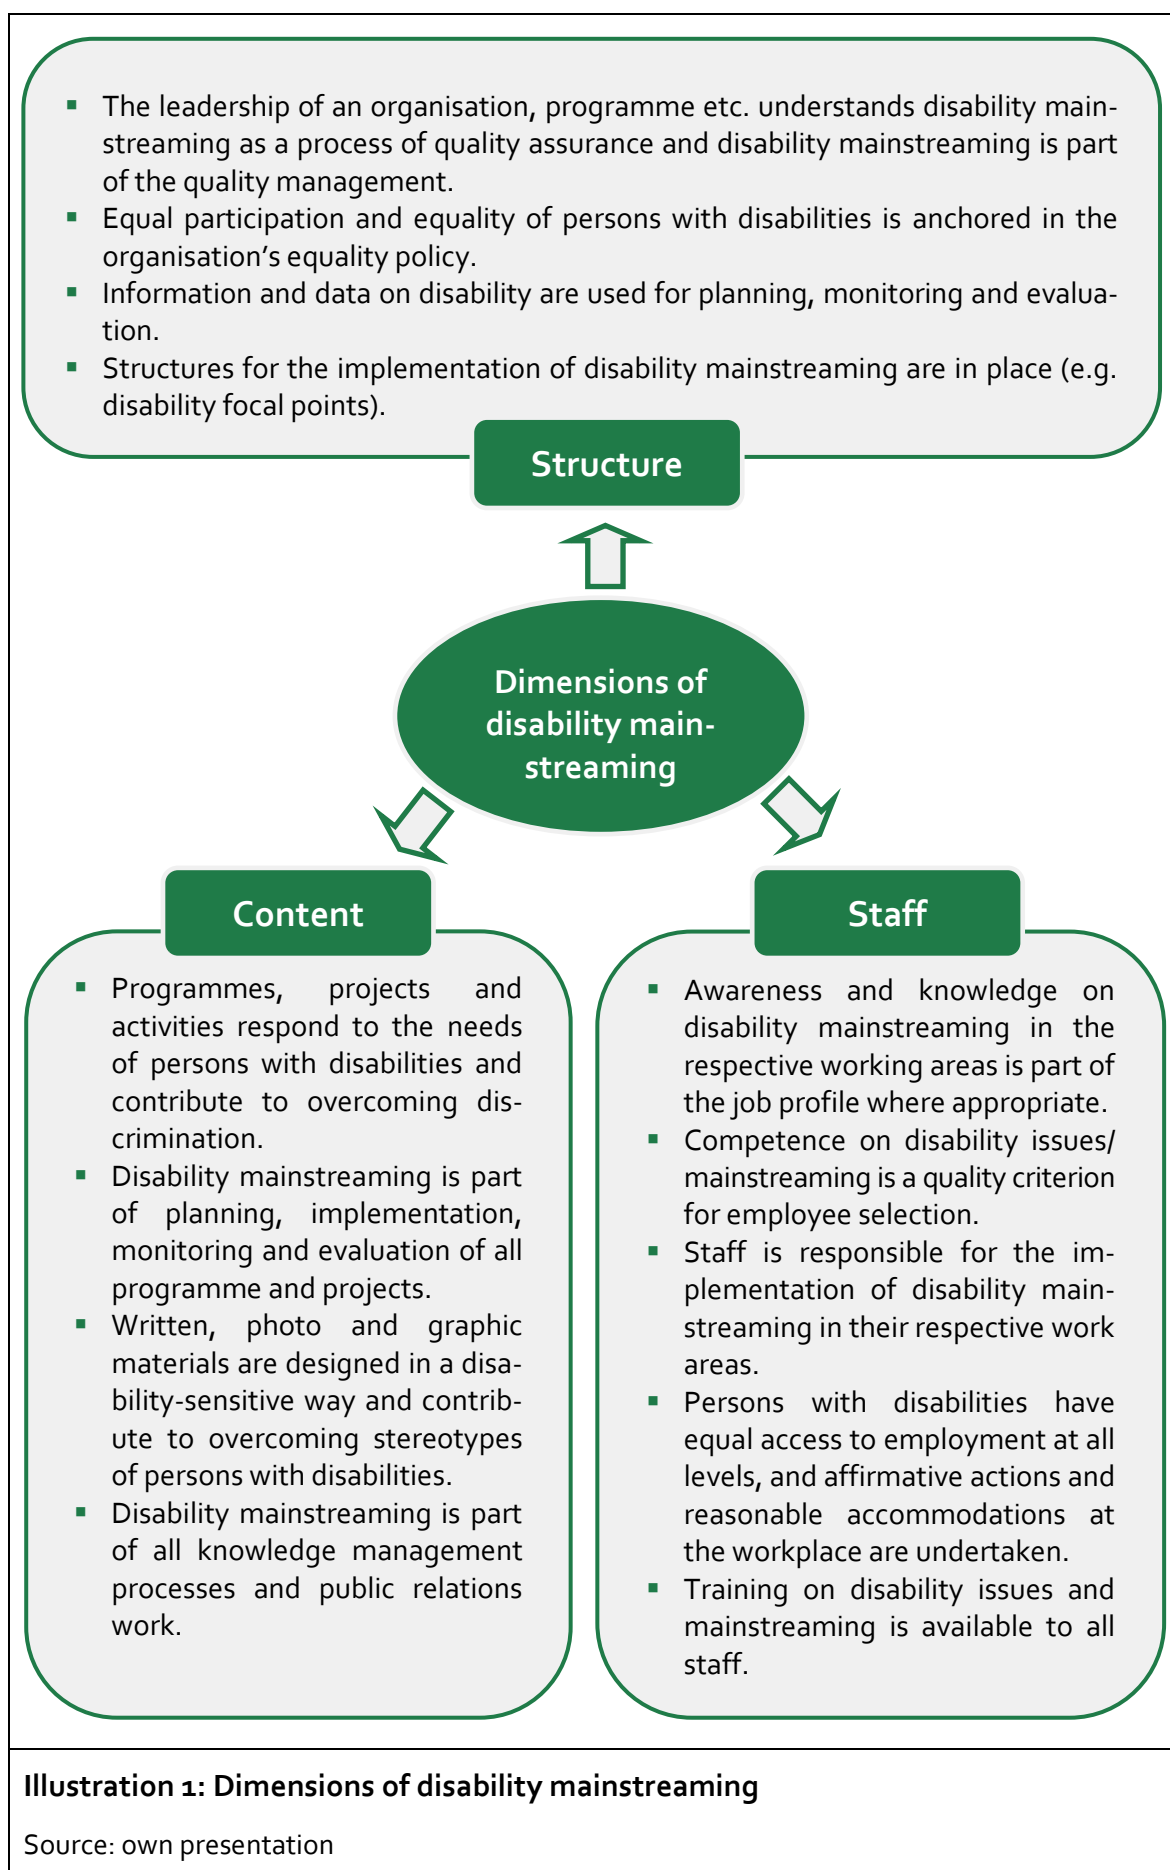 ▪ The leadership of an organisation, programme etc. understands disability main-
streaming as a process of quality assurance and disability mainstreaming is part
of the quality management.
▪ Equal participation and equality of persons with disabilities is anchored in the
organisation’s equality policy.
▪ Information and data on disability are used for planning, monitoring and evalua-
tion.
▪ Structures for the implementation of disability mainstreaming are in place (e.g.
disability focal points).
Structure
Dimensions of
disability main-
streaming
Content
▪ Programmes, projects and
activities respond to the needs
of persons with disabilities and
contribute to overcoming dis-
crimination.
▪ Disability mainstreaming is part
of planning, implementation,
monitoring and evaluation of all
programme and projects.
▪ Written, photo and graphic
materials are designed in a disa-
bility-sensitive way and contrib-
ute to overcoming stereotypes
of persons with disabilities.
▪ Disability mainstreaming is part
of all knowledge management
processes and public relations
work.
Staff
▪ Awareness and knowledge on
disability mainstreaming in the
respective working areas is part of
the job profile where appropriate.
▪ Competence on disability issues/
mainstreaming is a quality criterion
for employee selection.
▪ Staff is responsible for the im-
plementation of disability main-
streaming in their respective work
areas.
▪ Persons with disabilities have
equal access to employment at all
levels, and affirmative actions and
reasonable accommodations at
the workplace are undertaken.
▪ Training on disability issues and
mainstreaming is available to all
staff.
Illustration 1: Dimensions of disability mainstreaming
Source: own presentation